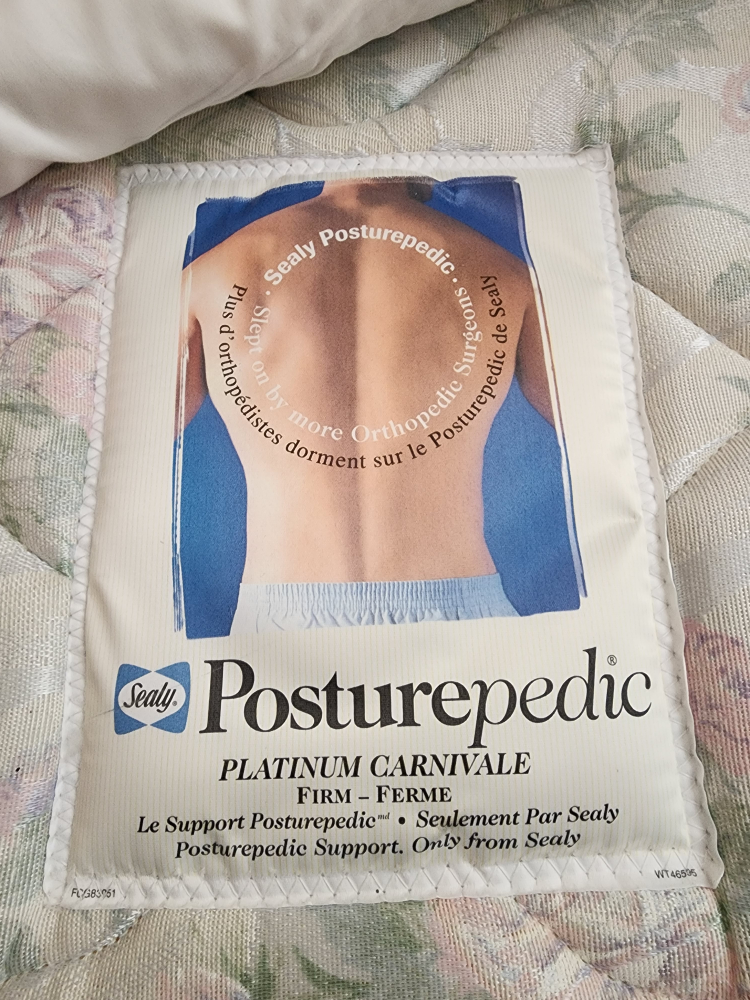 Sealy Posturepedic
• Slept on by more Orthopedic Surgeons •
Plus d'orthopédistes dorment sur le Posturepedic de Sealy
Sealy®
Posturepedic®
PLATINUM CARNIVALE
FIRM – FERME
Le Support Posturepedic md • Seulement Par Sealy
Posturepedic Support. Only from Sealy